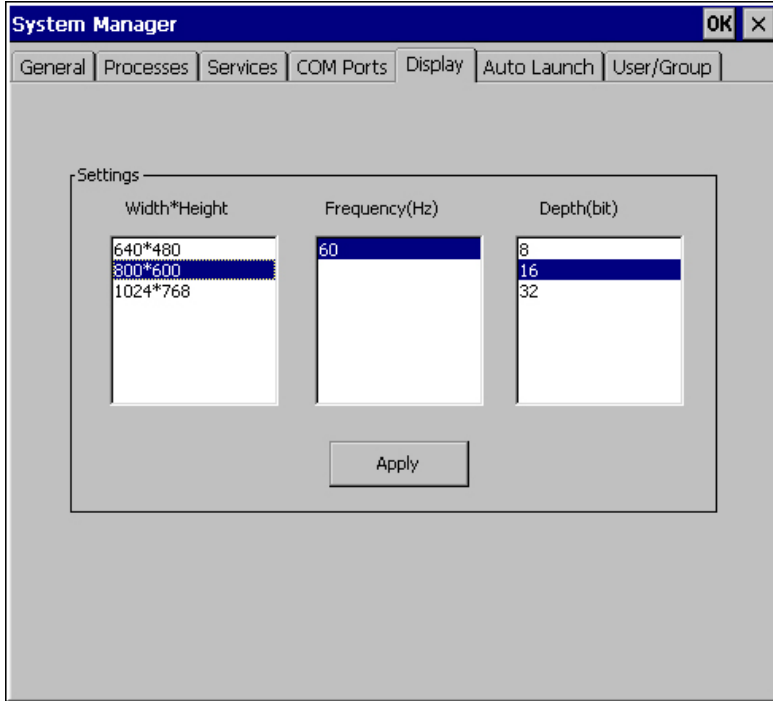 System Manager OK ×
General Processes Services COM Ports Display Auto Launch User/Group
Settings
Width*Height Frequency(Hz) Depth(bit)
640*480 60 8
800*600 16
1024*768 32
Apply